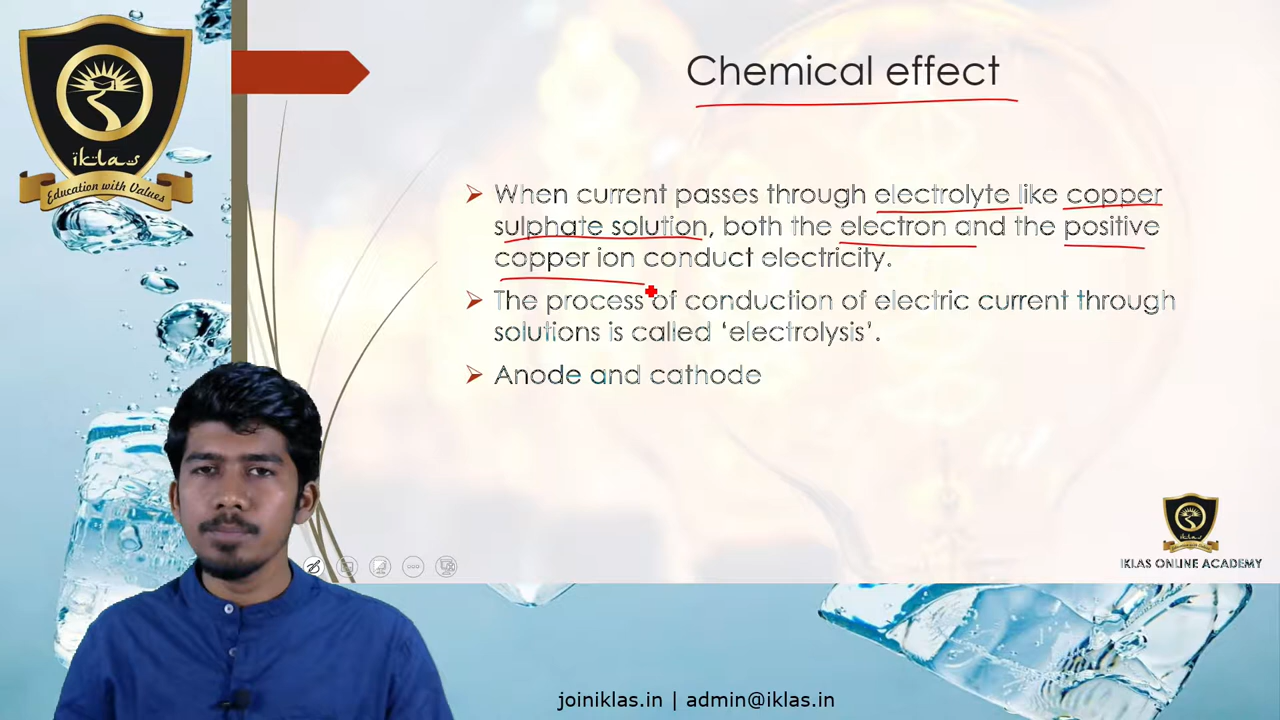 iklas
Education with Values
Chemical effect
When current passes through electrolyte like copper
sulphate solution, both the electron and the positive
copper ion conduct electricity.
The process of conduction of electric current through
solutions is called ‘electrolysis’.
Anode and cathode
iklas
IKLAS ONLINE ACADEMY
joiniklas.in | admin@iklas.in